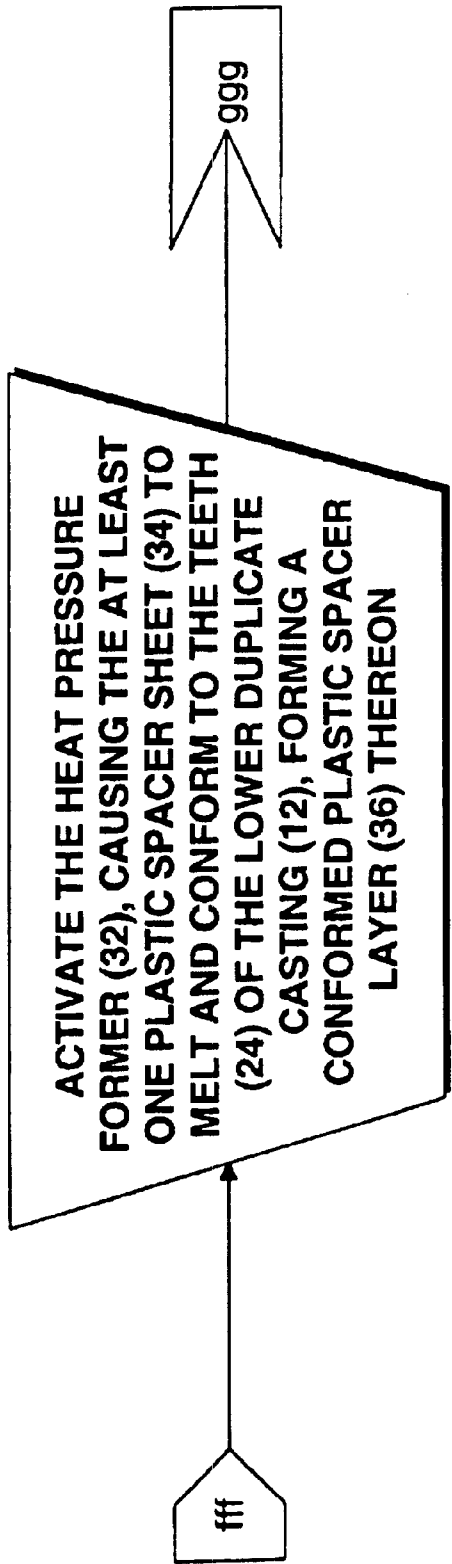 fff
ACTIVATE THE HEAT PRESSURE
FORMER (32), CAUSING THE AT LEAST
ONE PLASTIC SPACER SHEET (34) TO
MELT AND CONFORM TO THE TEETH
(24) OF THE LOWER DUPLICATE
CASTING (12), FORMING A
CONFORMED PLASTIC SPACER
LAYER (36) THEREON
ggg